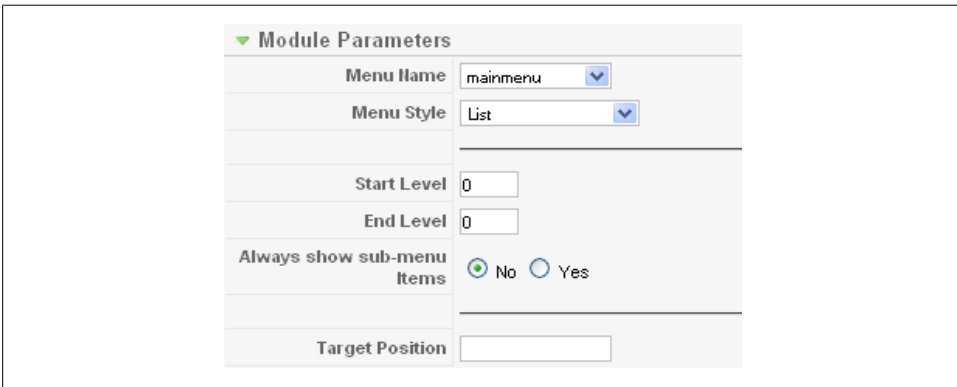 Module Parameters
Menu Name mainmenu
Menu Style List
Start Level 0
End Level 0
Always show sub-menu
Items No Yes
Target Position